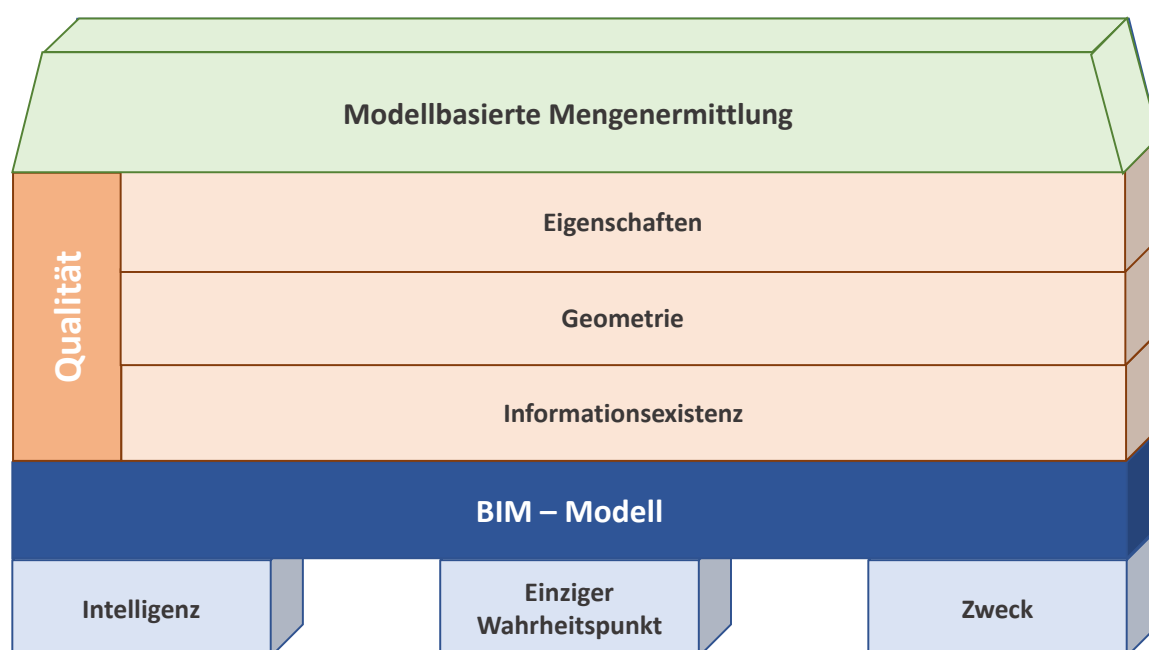 Modellbasierte Mengenermittlung
Qualität
Eigenschaften
Geometrie
Informationsexistenz
BIM – Modell
Intelligenz
Einziger
Wahrheitspunkt
Zweck